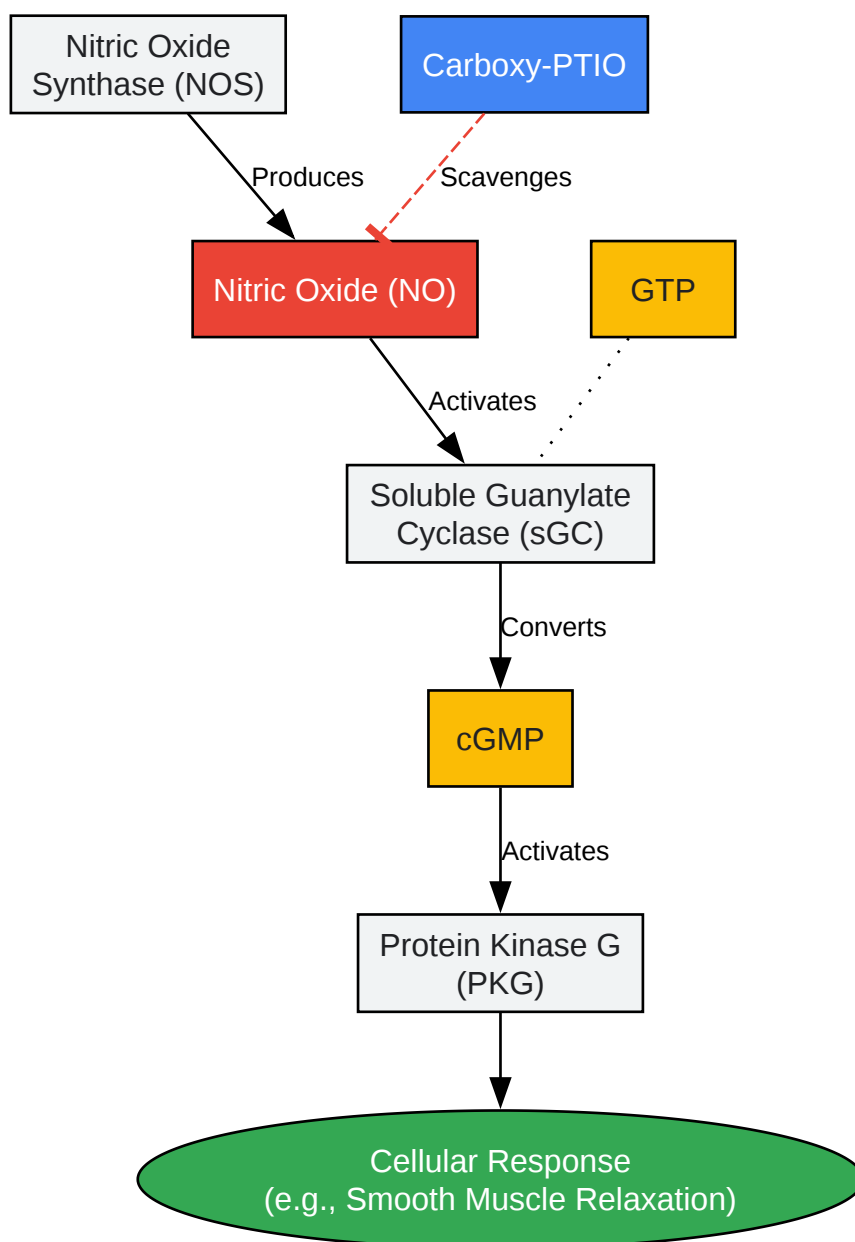 Nitric Oxide
Synthase (NOS)
Carboxy-PTIO
Produces
Scavenges
Nitric Oxide (NO)
GTP
Activates
Soluble Guanylate
Cyclase (sGC)
Converts
cGMP
Activates
Protein Kinase G
(PKG)
Cellular Response
(e.g., Smooth Muscle Relaxation)